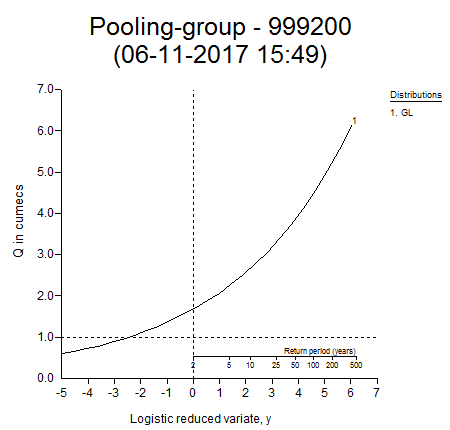 Pooling-group - 999200
(06-11-2017 15:49)
Distributions
1. GL
7.0
6.0
5.0
4.0
3.0
2.0
1.0
0.0
Q in cumecs
1
Return period (years)
2 5 10 25 50 100 200 500
-5 -4 -3 -2 -1 0 1 2 3 4 5 6 7
Logistic reduced variate, y